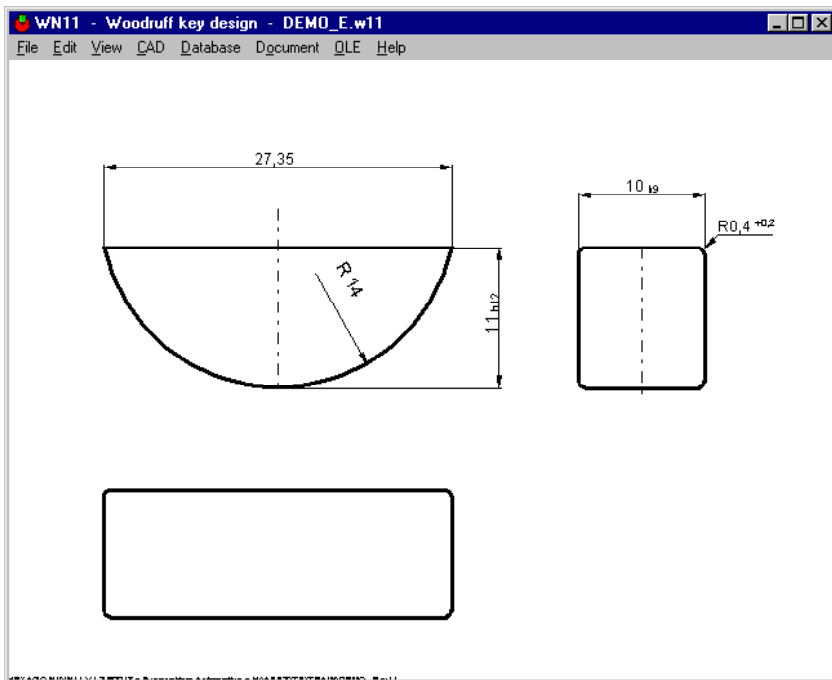 WN11 - Woodruff key design - DEMO_E.w11
File Edit View CAD Database Document OLE Help
27,35
10 h9
R0,4 +0,2
R 14
11 h12